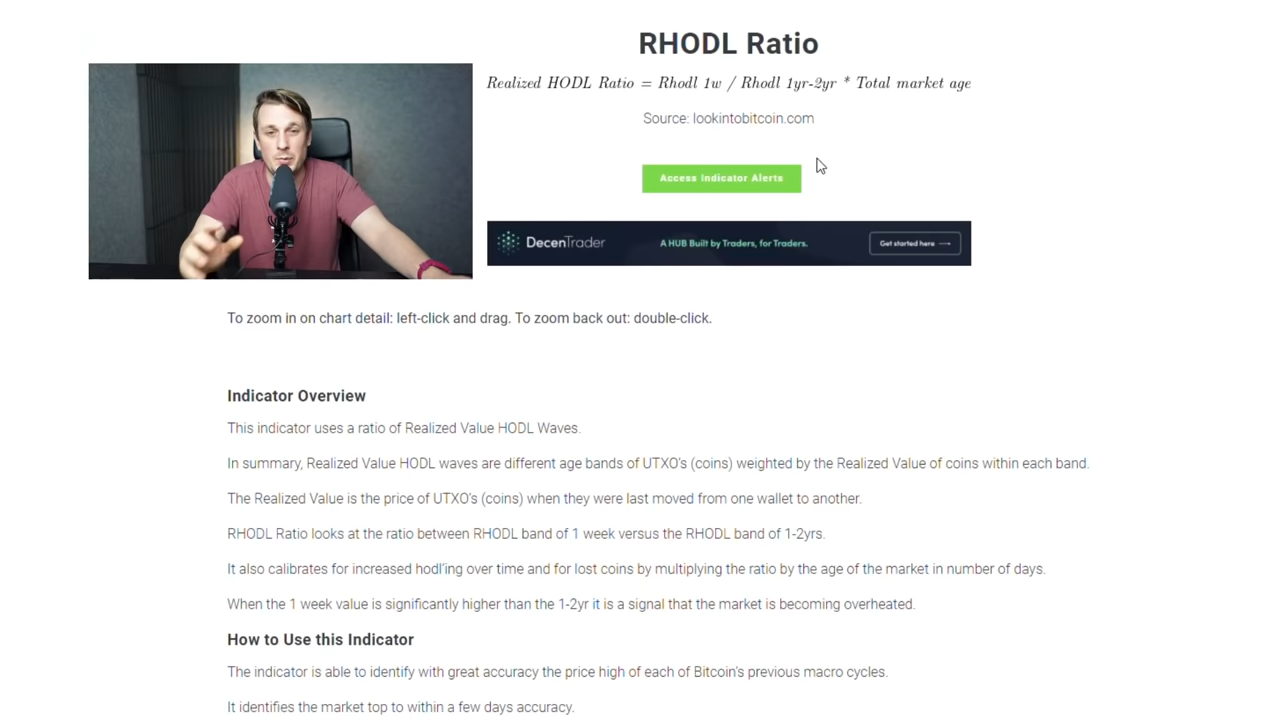 RHODL Ratio
Realized HODL Ratio = Rhodl 1w / Rhodl 1yr-2yr * Total market age
Source: lookintobitcoin.com
Access Indicator Alerts
DecenTrader A HUB Built by Traders, for Traders. Get started here →
To zoom in on chart detail: left-click and drag. To zoom back out: double-click.
Indicator Overview
This indicator uses a ratio of Realized Value HODL Waves.
In summary, Realized Value HODL waves are different age bands of UTXO's (coins) weighted by the Realized Value of coins within each band.
The Realized Value is the price of UTXO's (coins) when they were last moved from one wallet to another.
RHODL Ratio looks at the ratio between RHODL band of 1 week versus the RHODL band of 1-2yrs.
It also calibrates for increased hodl'ing over time and for lost coins by multiplying the ratio by the age of the market in number of days.
When the 1 week value is significantly higher than the 1-2yr it is a signal that the market is becoming overheated.
How to Use this Indicator
The indicator is able to identify with great accuracy the price high of each of Bitcoin's previous macro cycles.
It identifies the market top to within a few days accuracy.